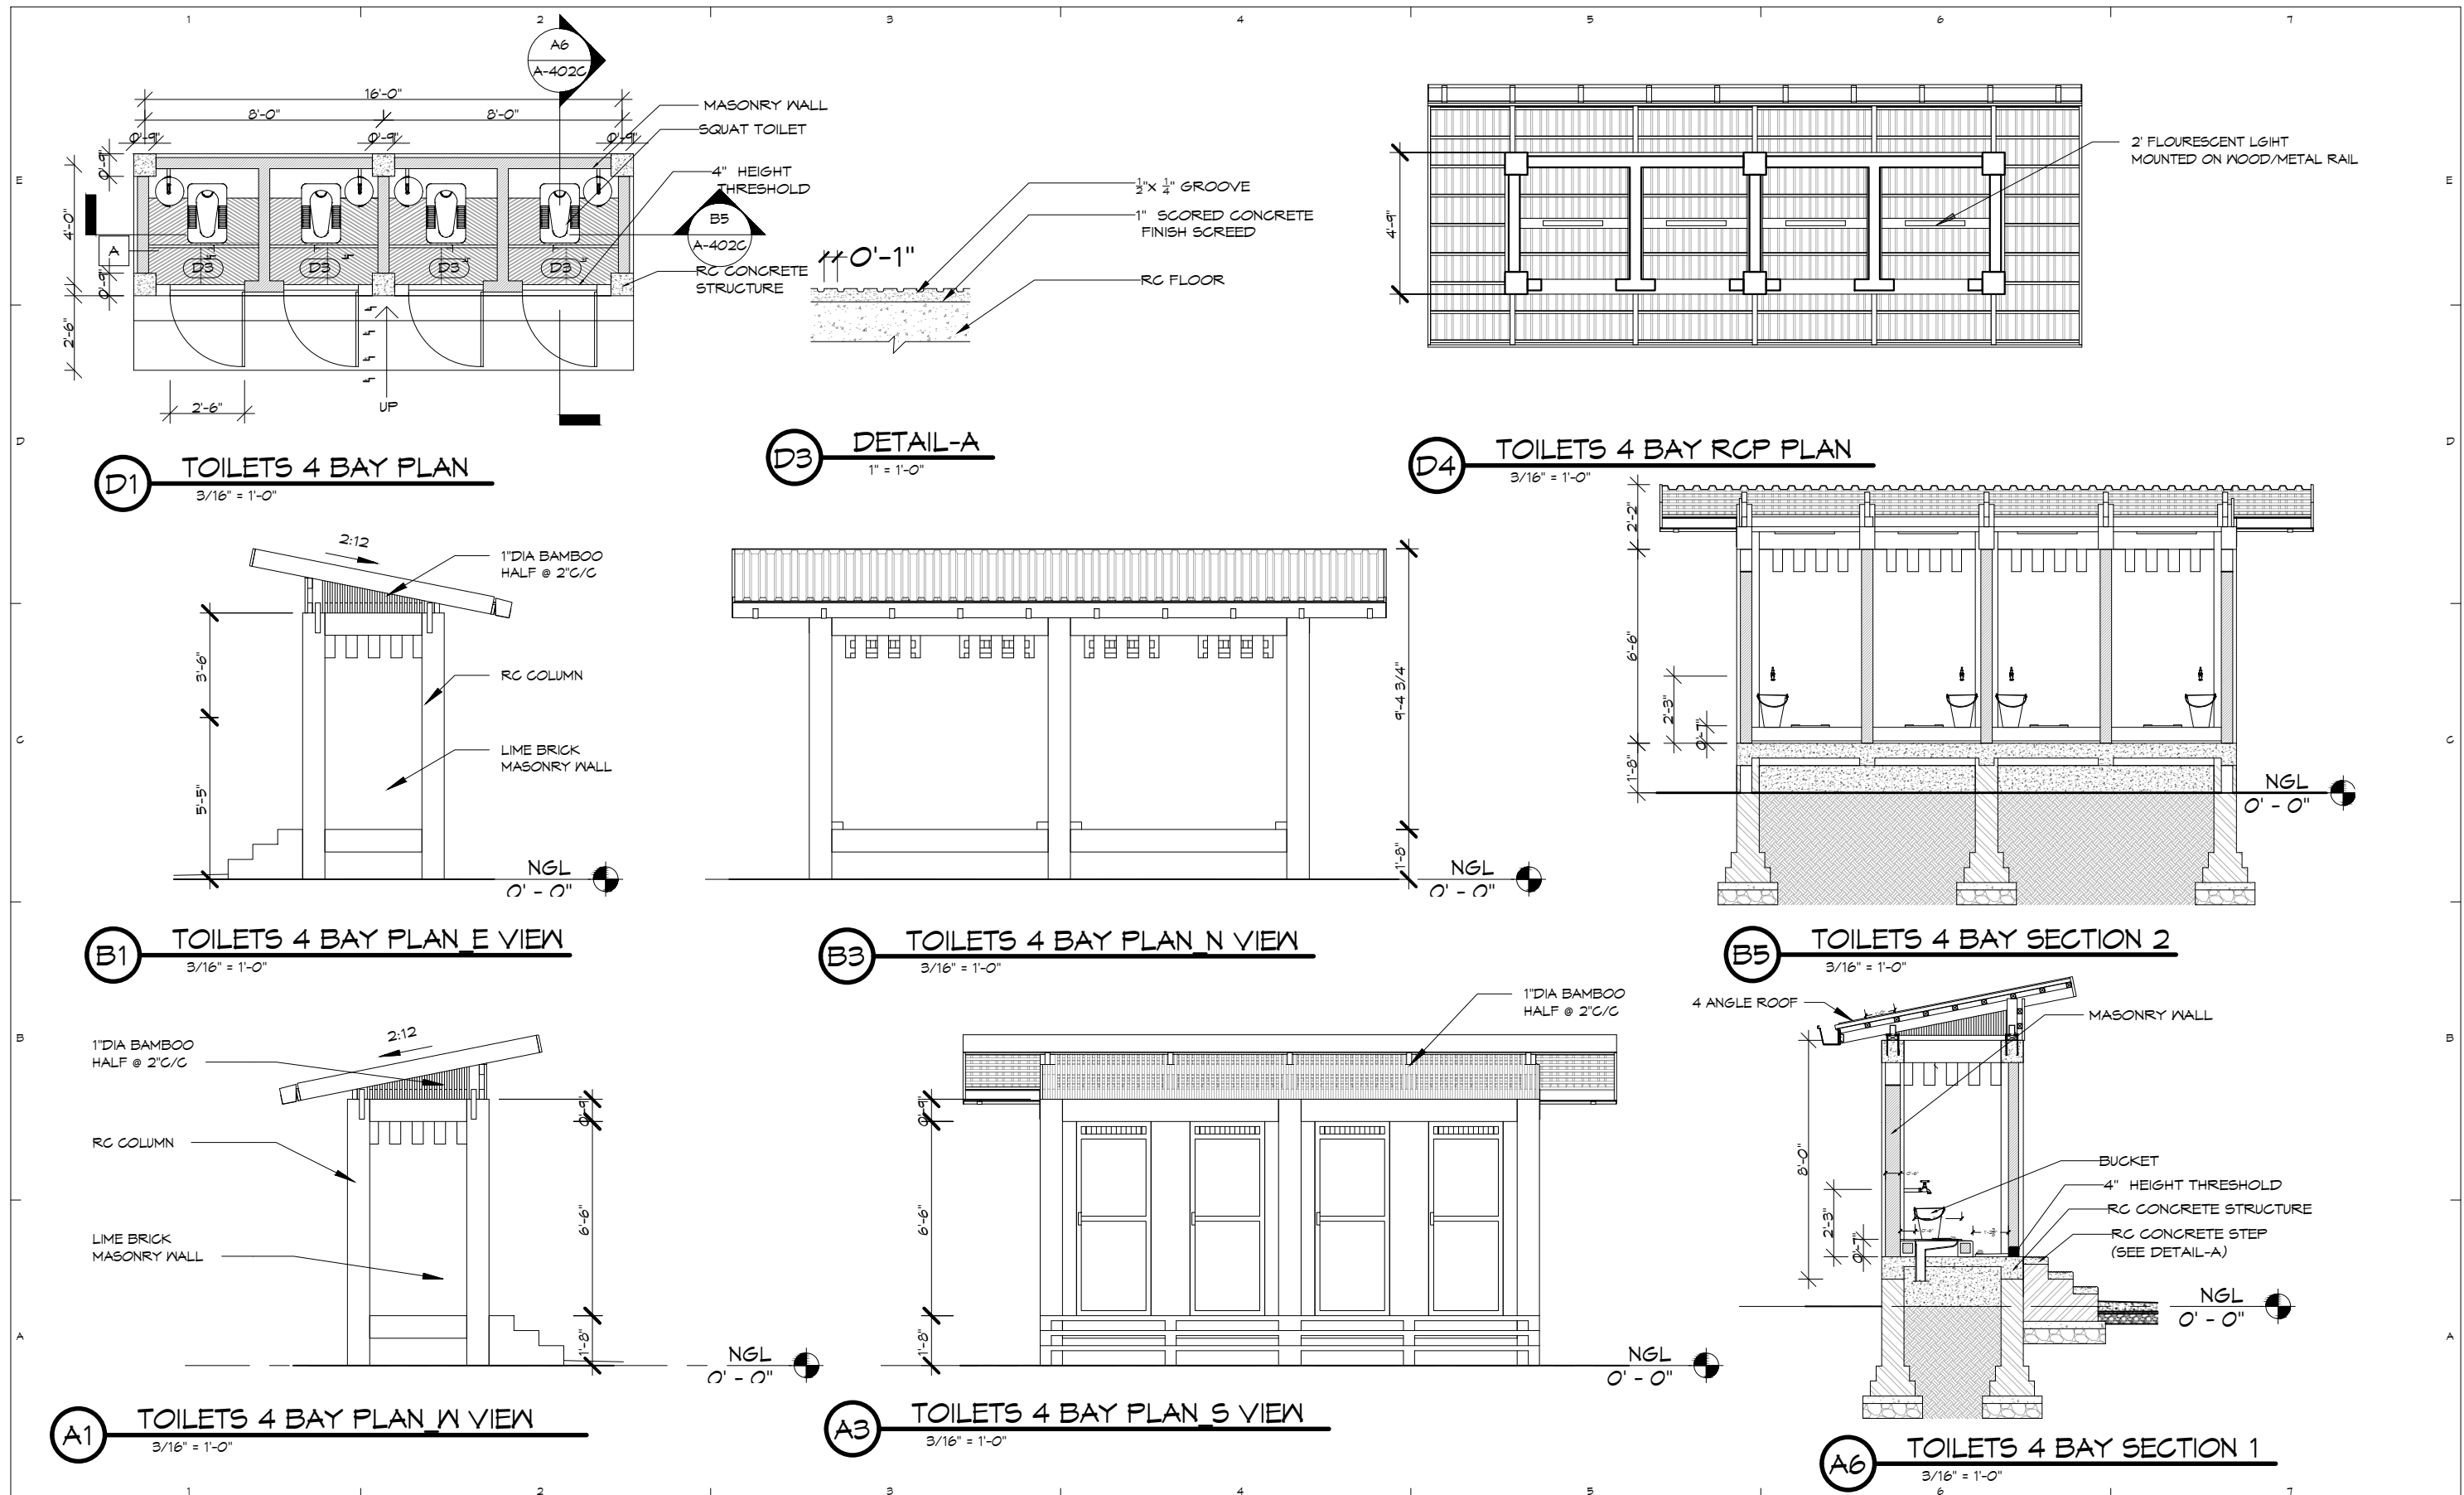 1 2 3 4 5 6 7
E
D
C
B
A
A6
A-402C
16'-0"
8'-0"
8'-0"
0'-9"
0'-9"
0'-9"
0'-9"
4'-0"
0'-9"
2'-6"
A
D3
D3
D3
D3
MASONRY WALL
SQUAT TOILET
4" HEIGHT
THRESHOLD
B5
A-402C
RC CONCRETE
STRUCTURE
2'-6"
UP
D1
TOILETS 4 BAY PLAN
3/16" = 1'-0"
0'-1"
½"x ¼" GROOVE
1" SCORED CONCRETE
FINISH SCREED
RC FLOOR
D3
DETAIL-A
1" = 1'-0"
4'-9"
2' FLOURESCENT LGIHT
MOUNTED ON WOOD/METAL RAIL
D4
TOILETS 4 BAY RCP PLAN
3/16" = 1'-0"
2:12
1"DIA BAMBOO
HALF @ 2"C/C
3'-6"
RC COLUMN
5'-5"
LIME BRICK
MASONRY WALL
NGL
0' - 0"
B1
TOILETS 4 BAY PLAN_E VIEW
3/16" = 1'-0"
9'-4 3/4"
1'-8"
NGL
0' - 0"
B3
TOILETS 4 BAY PLAN_N VIEW
3/16" = 1'-0"
2'-2"
6'-6"
2'-3"
0'-7"
1'-8"
NGL
0' - 0"
B5
TOILETS 4 BAY SECTION 2
3/16" = 1'-0"
1"DIA BAMBOO
HALF @ 2"C/C
2:12
RC COLUMN
LIME BRICK
MASONRY WALL
0'-9"
6'-6"
1'-8"
NGL
0' - 0"
A1
TOILETS 4 BAY PLAN_W VIEW
3/16" = 1'-0"
1"DIA BAMBOO
HALF @ 2"C/C
0'-9"
6'-6"
1'-8"
NGL
0' - 0"
A3
TOILETS 4 BAY PLAN_S VIEW
3/16" = 1'-0"
4 ANGLE ROOF
MASONRY WALL
8'-0"
2'-3"
0'-7"
BUCKET
4" HEIGHT THRESHOLD
RC CONCRETE STRUCTURE
RC CONCRETE STEP
(SEE DETAIL-A)
NGL
0' - 0"
A6
TOILETS 4 BAY SECTION 1
3/16" = 1'-0"
E
D
C
B
A
1 2 3 4 5 6 7